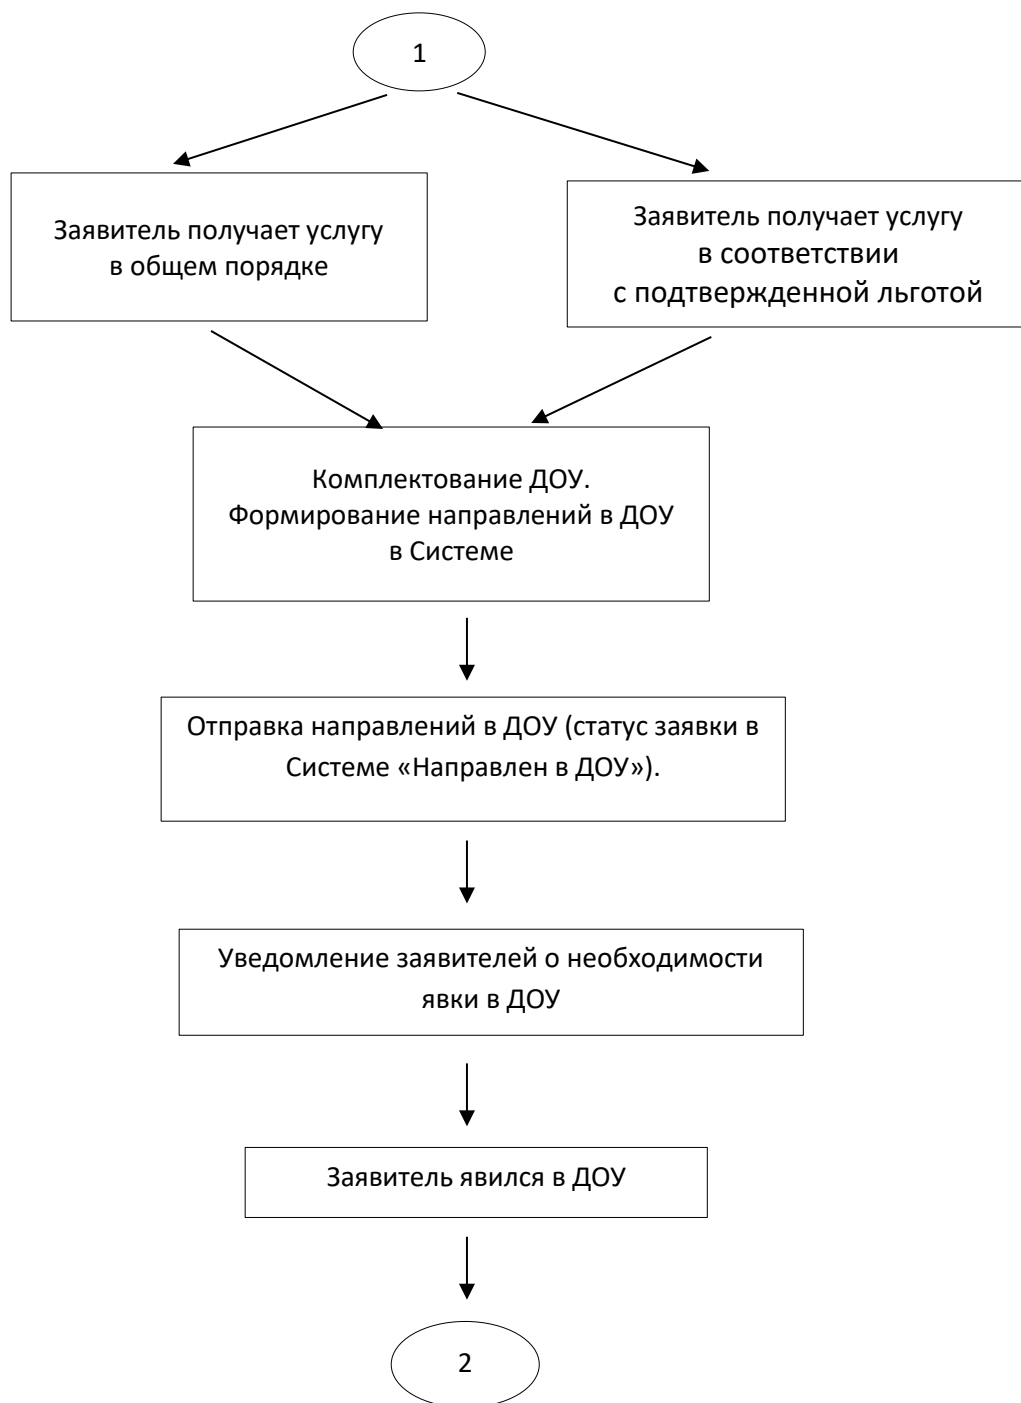 1
Заявитель получает услугу
в общем порядке
Заявитель получает услугу
в соответствии
с подтвержденной льготой
Комплектование ДОУ.
Формирование направлений в ДОУ
в Системе
Отправка направлений в ДОУ (статус заявки в
Системе «Направлен в ДОУ»).
Уведомление заявителей о необходимости
явки в ДОУ
Заявитель явился в ДОУ
2